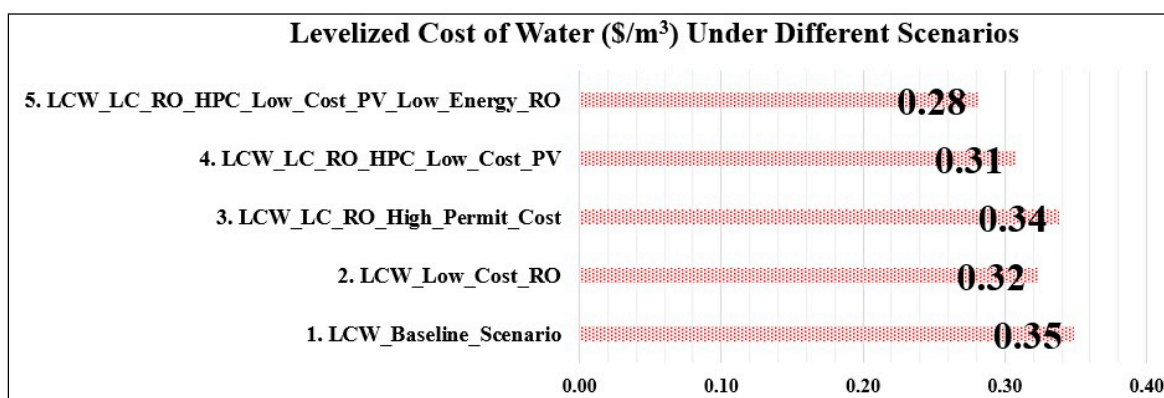 Levelized Cost of Water ($/m³) Under Different Scenarios
5. LCW_LC_RO_HPC_Low_Cost_PV_Low_Energy_RO 0.28
4. LCW_LC_RO_HPC_Low_Cost_PV 0.31
3. LCW_LC_RO_High_Permit_Cost 0.34
2. LCW_Low_Cost_RO 0.32
1. LCW_Baseline_Scenario 0.35
0.00 0.10 0.20 0.30 0.40